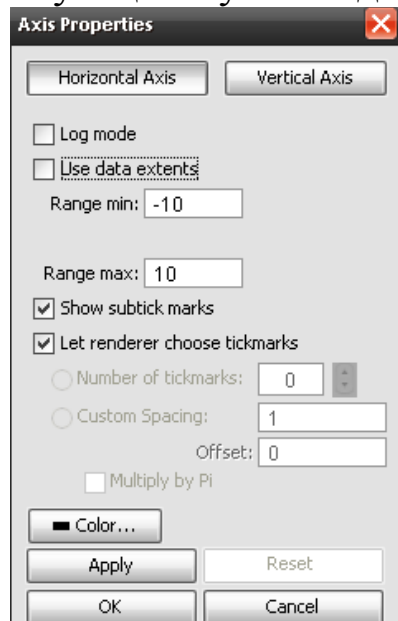 Axis Properties
Horizontal Axis Vertical Axis
Log mode
Use data extents
Range min: -10
Range max: 10
Show subtick marks
Let renderer choose tickmarks
Number of tickmarks: 0
Custom Spacing: 1
Offset: 0
Multiply by Pi
Color...
Apply Reset
OK Cancel